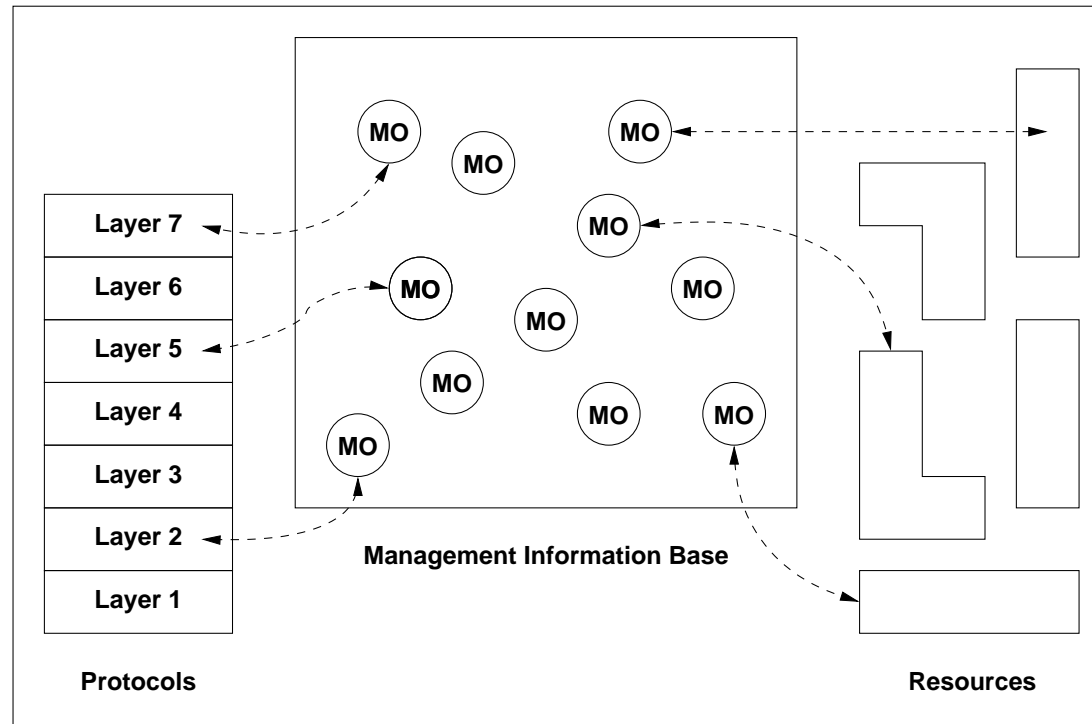 MO
MO
MO
MO
MO
MO
MO
MO
MO
MO
MO
Layer 7
Layer 6
Layer 5
Layer 4
Layer 3
Layer 2
Layer 1
Management Information Base
Protocols
Resources